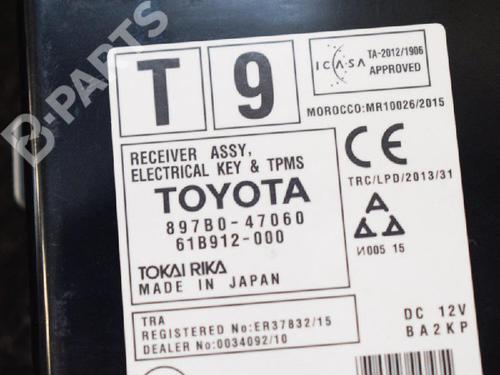 B-PARTS
T 9
ICASA
TA-2012/1906
APPROVED
MOROCCO:MR10026/2015
RECEIVER ASSY,
ELECTRICAL KEY & TPMS
TOYOTA
897B0-47060
61B912-000
TOKAI RIKA
MADE IN JAPAN
CE
TRC/LPD/2013/31
И005 15
TRA
REGISTERED No:ER37832/15
DEALER No:0034092/10
DC 12V
BA2KP